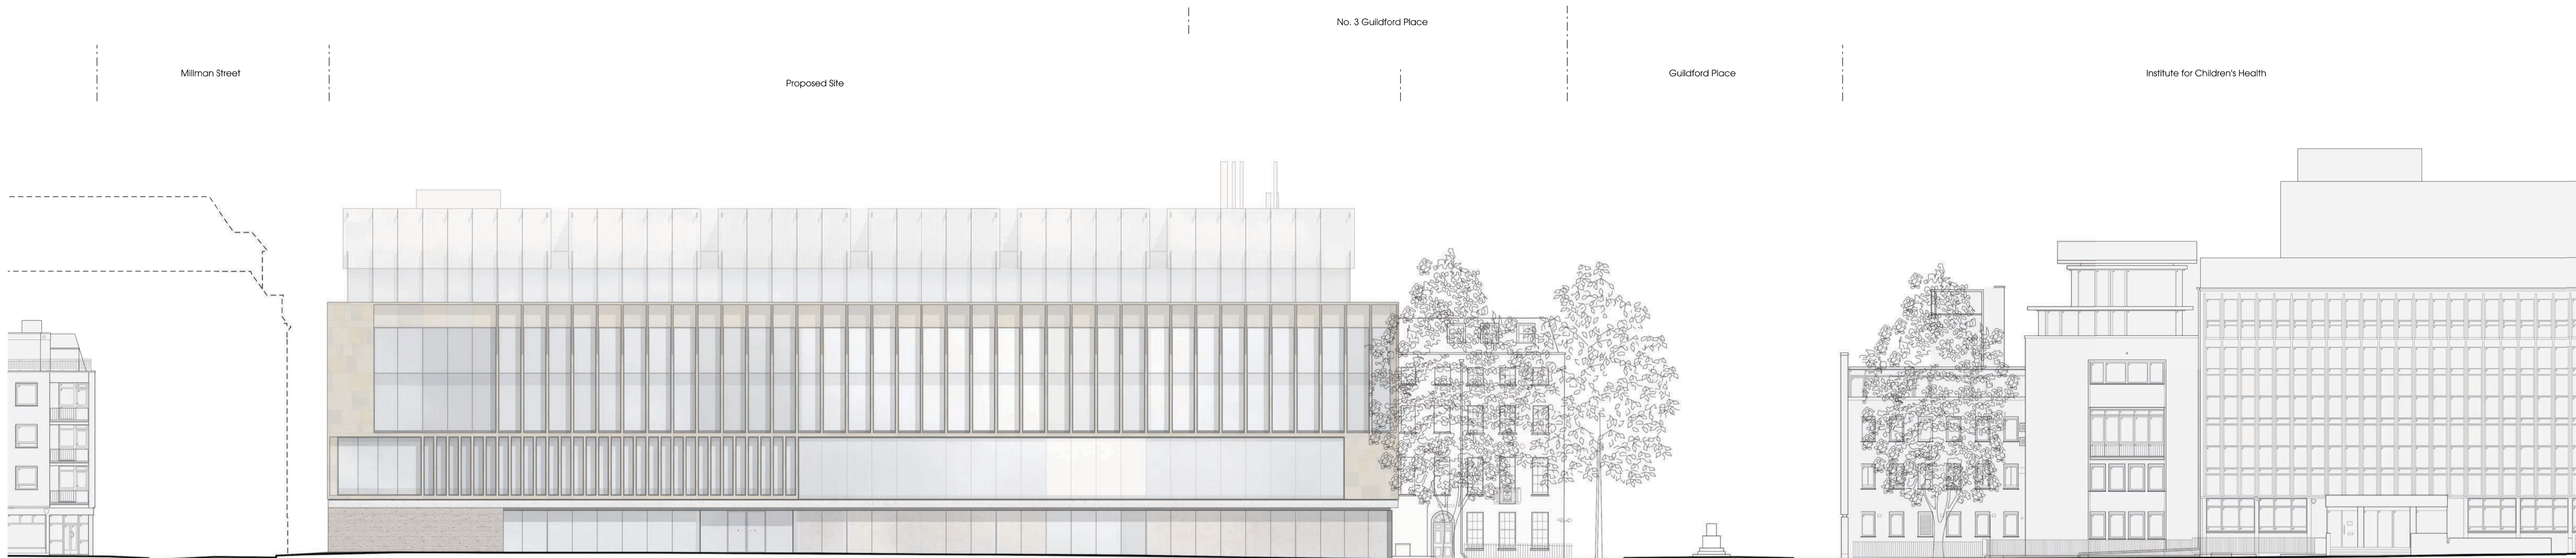 No. 3 Guildford Place
Millman Street
Proposed Site
Guildford Place
Institute for Children's Health